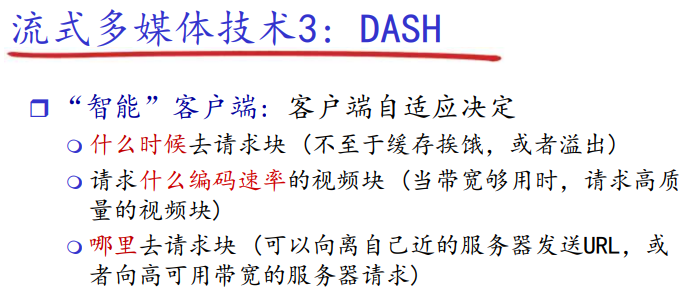 流式多媒体技术3：DASH
“智能”客户端：客户端自适应决定
什么时候去请求块（不至于缓存挨饿，或者溢出）
请求什么编码速率的视频块（当带宽够用时，请求高质
量的视频块）
哪里去请求块（可以向离自己近的服务器发送URL，或
者向高可用带宽的服务器请求）